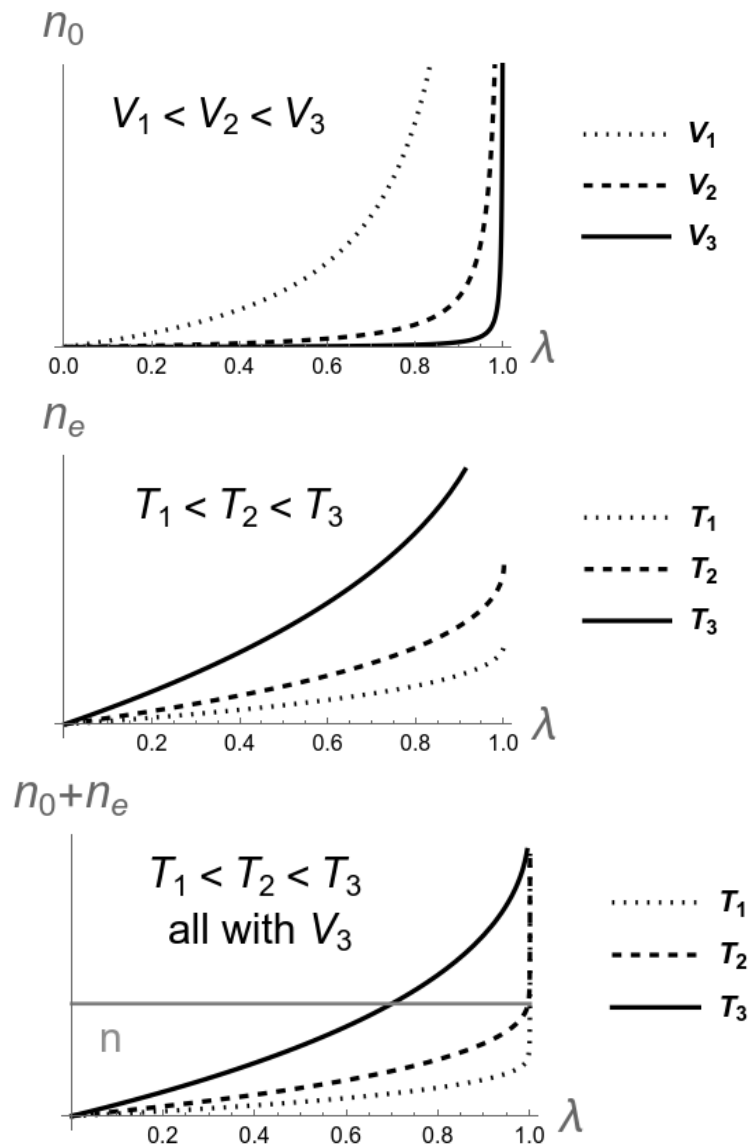 n₀
V₁ < V₂ < V₃
V₁
V₂
V₃
0.0 0.2 0.4 0.6 0.8 1.0 λ
nₑ
T₁ < T₂ < T₃
T₁
T₂
T₃
0.2 0.4 0.6 0.8 1.0 λ
n₀+nₑ
T₁ < T₂ < T₃
all with V₃
T₁
T₂
T₃
n
0.2 0.4 0.6 0.8 1.0 λ